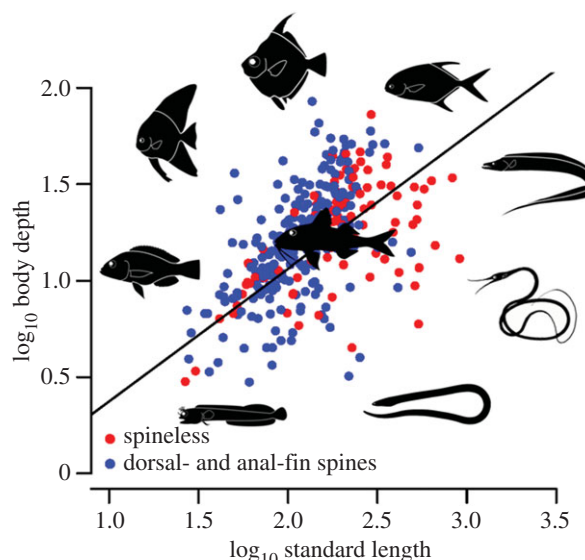 2.0
1.5
1.0
0.5
0
log10 body depth
spineless
dorsal- and anal-fin spines
1.0 1.5 2.0 2.5 3.0 3.5
log10 standard length